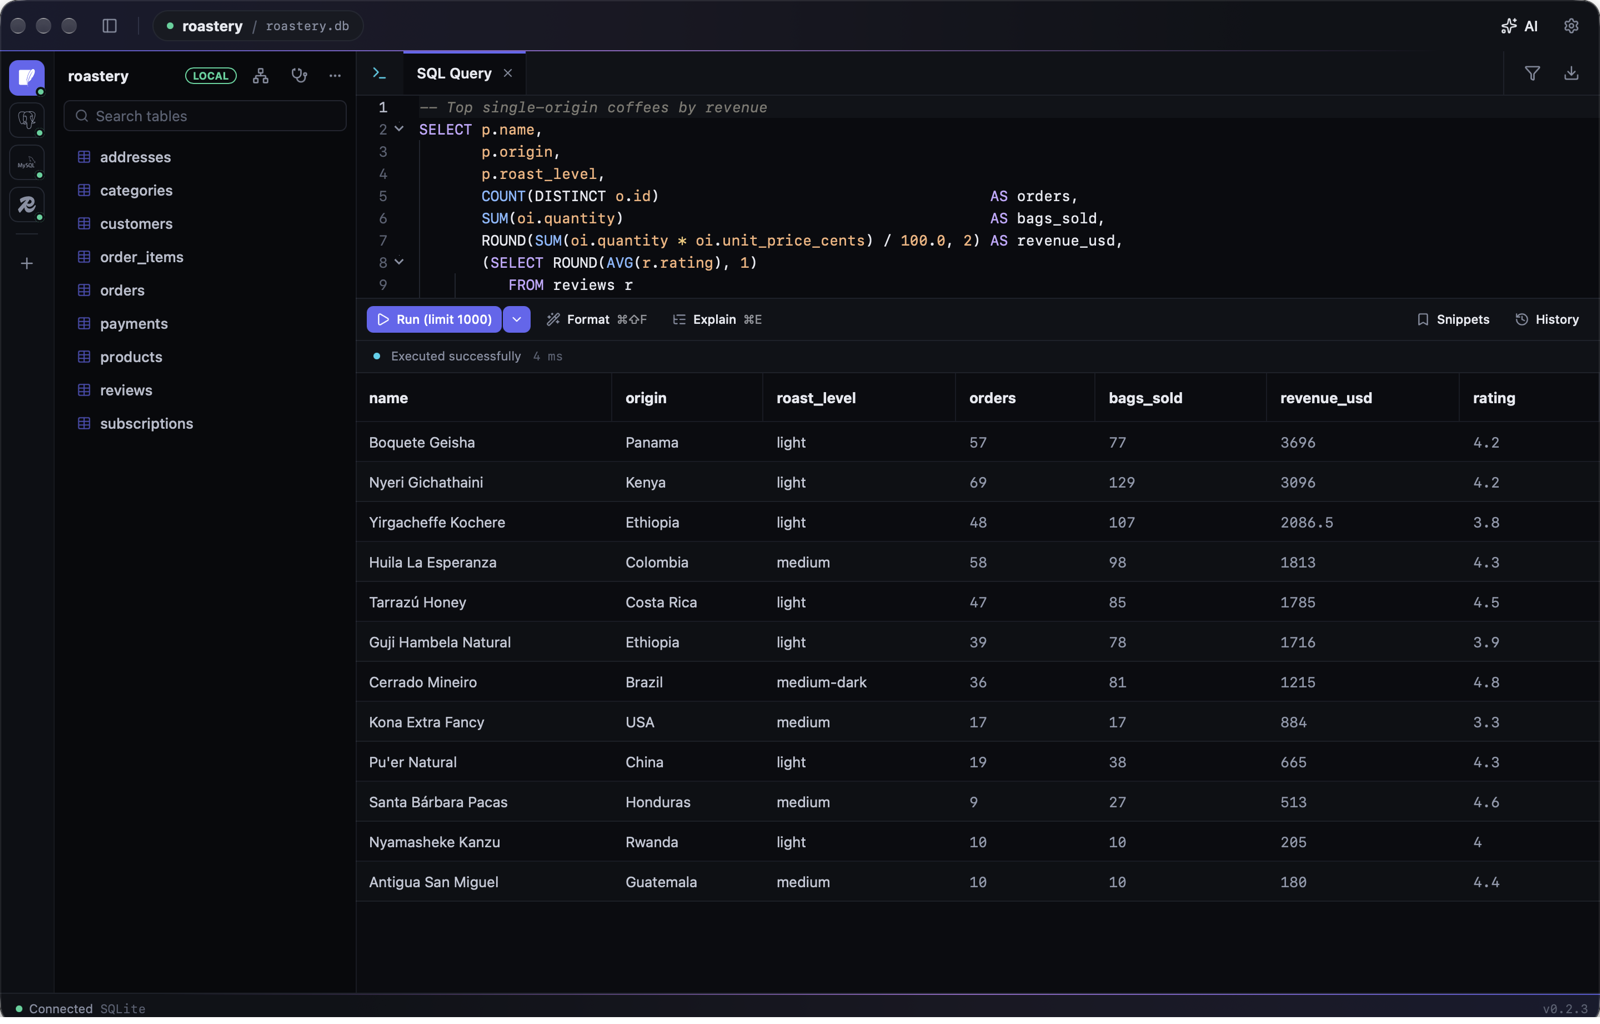 roastery / roastery.db
AI
roastery LOCAL
Search tables
addresses
categories
customers
order_items
orders
payments
products
reviews
subscriptions
MySQL
SQL Query
1 -- Top single-origin coffees by revenue
2 SELECT p.name,
3 p.origin,
4 p.roast_level,
5 COUNT(DISTINCT o.id) AS orders,
6 SUM(oi.quantity) AS bags_sold,
7 ROUND(SUM(oi.quantity * oi.unit_price_cents) / 100.0, 2) AS revenue_usd,
8 (SELECT ROUND(AVG(r.rating), 1)
9 FROM reviews r
Run (limit 1000) Format ⌘⇧F Explain ⌘E Snippets History
Executed successfully 4 ms
name origin roast_level orders bags_sold revenue_usd rating
Boquete Geisha Panama light 57 77 3696 4.2
Nyeri Gichathaini Kenya light 69 129 3096 4.2
Yirgacheffe Kochere Ethiopia light 48 107 2086.5 3.8
Huila La Esperanza Colombia medium 58 98 1813 4.3
Tarrazú Honey Costa Rica light 47 85 1785 4.5
Guji Hambela Natural Ethiopia light 39 78 1716 3.9
Cerrado Mineiro Brazil medium-dark 36 81 1215 4.8
Kona Extra Fancy USA medium 17 17 884 3.3
Pu'er Natural China light 19 38 665 4.3
Santa Bárbara Pacas Honduras medium 9 27 513 4.6
Nyamasheke Kanzu Rwanda light 10 10 205 4
Antigua San Miguel Guatemala medium 10 10 180 4.4
Connected SQLite
v0.2.3